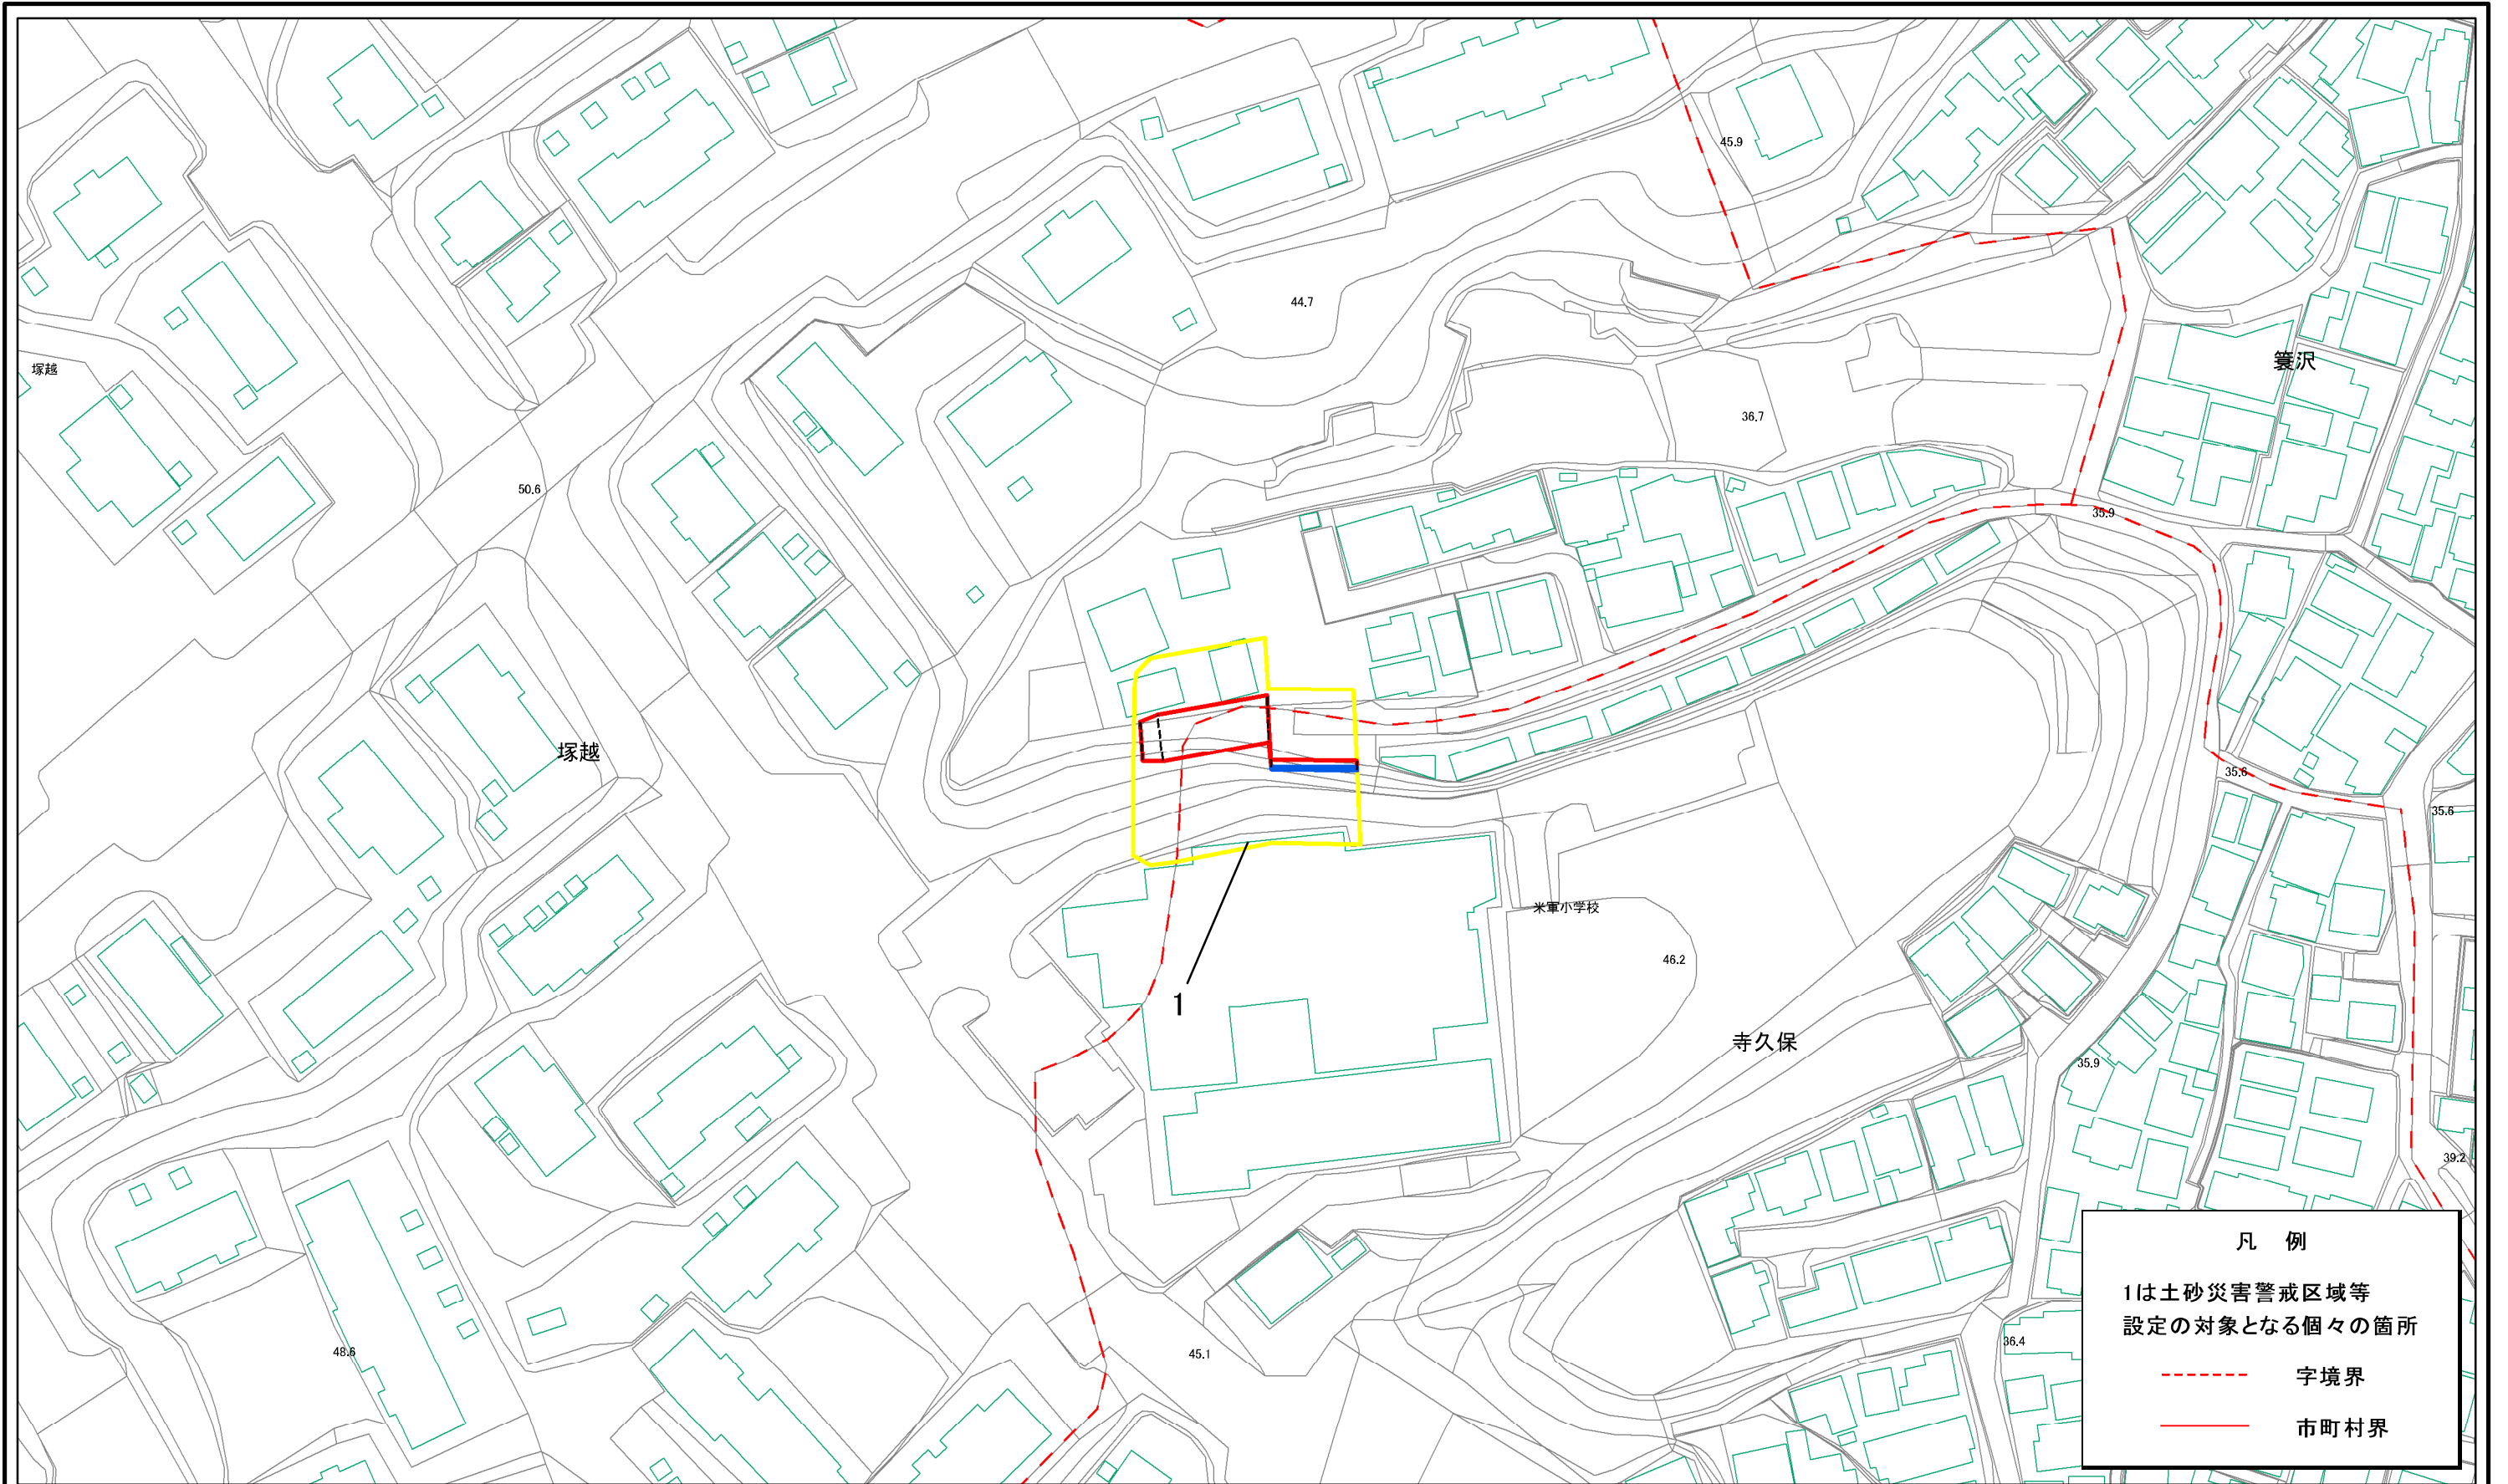 45.9
44.7
塚越
簑沢
36.7
50.6
35.9
塚越
35.6
35.6
米軍小学校
46.2
1
寺久保
35.9
39.2
凡 例
1は土砂災害警戒区域等
設定の対象となる個々の箇所
字境界
市町村界
36.4
48.6
45.1